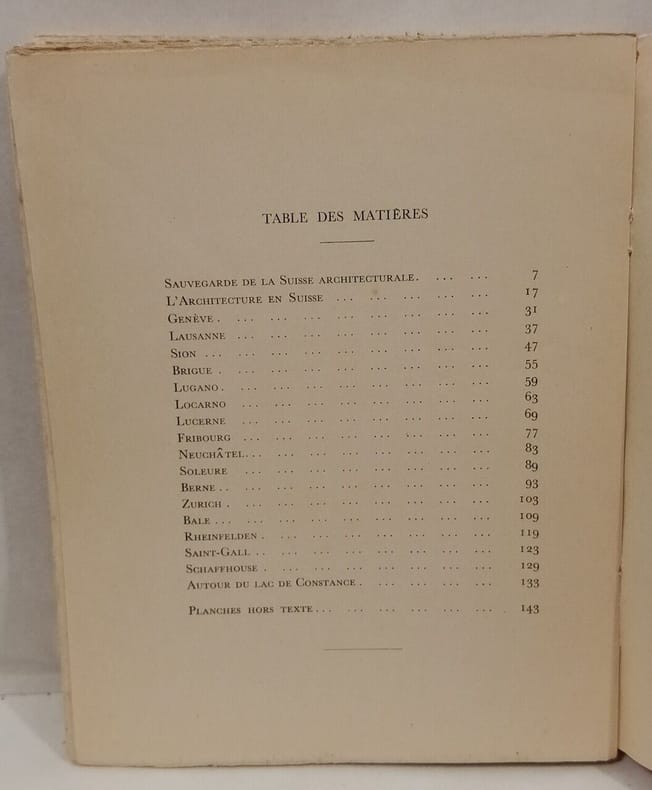 TABLE DES MATIÈRES
SAUVEGARDE DE LA SUISSE ARCHITECTURALE. ... ... 7
L'ARCHITECTURE EN SUISSE ... ... ... ... ... 17
GENÈVE. ... ... ... ... ... ... ... ... 31
LAUSANNE ... ... ... ... ... ... ... ... 37
SION ... ... ... ... ... ... ... ... ... 47
BRIGUE . ... ... ... ... ... ... ... ... 55
LUGANO. ... ... ... ... ... ... ... ... 59
LOCARNO ... ... ... ... ... ... ... ... 63
LUCERNE ... ... ... ... ... ... ... ... 69
FRIBOURG ... ... ... ... ... ... ... ... 77
NEUCHÂTEL... ... ... ... ... ... ... ... 83
SOLEURE ... ... ... ... ... ... ... ... 89
BERNE .. ... ... ... ... ... ... ... ... 93
ZURICH . ... ... ... ... ... ... ... ... 103
BALE ... ... ... ... ... ... ... ... ... 109
RHEINFELDEN . ... ... ... ... ... ... ... 119
SAINT-GALL .. ... ... ... ... ... ... ... 123
SCHAFFHOUSE . ... ... ... ... ... ... ... 129
AUTOUR DU LAC DE CONSTANCE . ... ... ... ... 133
PLANCHES HORS TEXTE... ... ... ... ... ... . 143